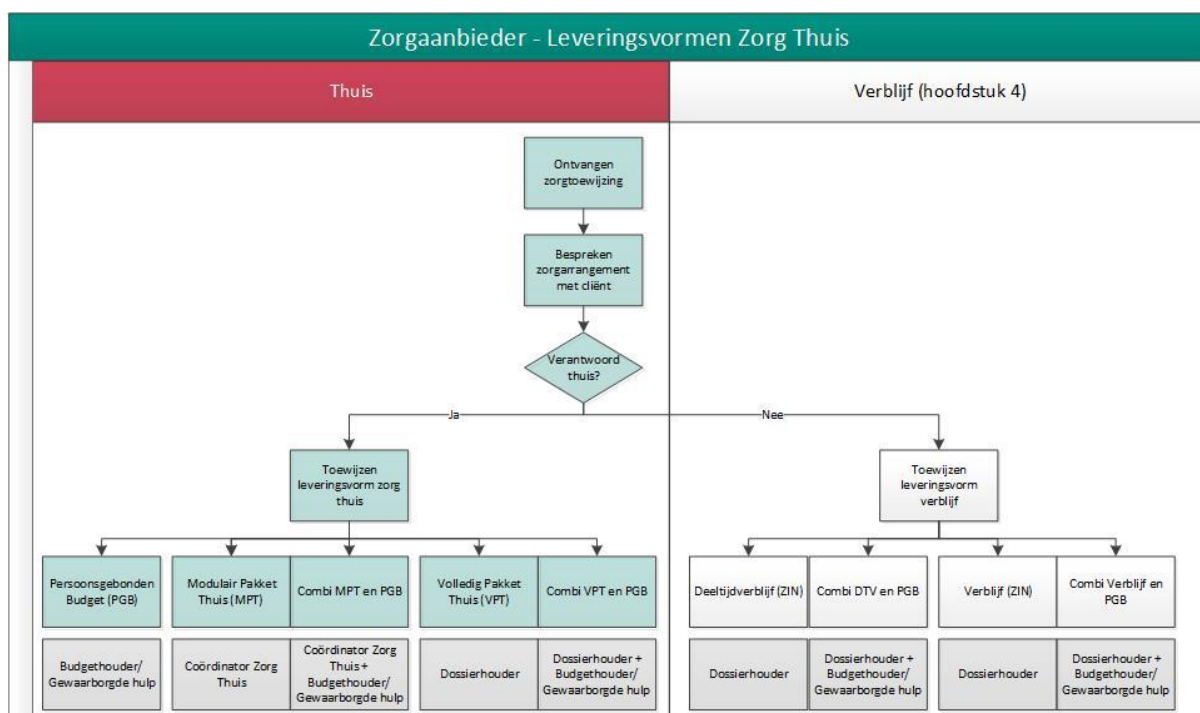 Zorgaanbieder - Leveringsvormen Zorg Thuis
Thuis
Verblijf (hoofdstuk 4)
Ontvangen
zorgtoewijzing
Bespreken
zorgarrangement
met cliënt
Verantwoord
thuis?
Ja
Nee
Toewijzen
leveringsvorm zorg
thuis
Toewijzen
leveringsvorm
verblijf
Persoonsgebonden
Budget (PGB)
Modulair Pakket
Thuis (MPT)
Combi MPT en PGB
Volledig Pakket
Thuis (VPT)
Combi VPT en PGB
Deeltijdverblijf (ZIN)
Combi DTV en PGB
Verblijf (ZIN)
Combi Verblijf en
PGB
Budgethouder/
Gewaarborgde hulp
Coördinator Zorg
Thuis
Coördinator Zorg
Thuis +
Budgethouder/
Gewaarborgde hulp
Dossierhouder
Dossierhouder +
Budgethouder/
Gewaarborgde hulp
Dossierhouder
Dossierhouder +
Budgethouder/
Gewaarborgde hulp
Dossierhouder
Dossierhouder +
Budgethouder/
Gewaarborgde hulp